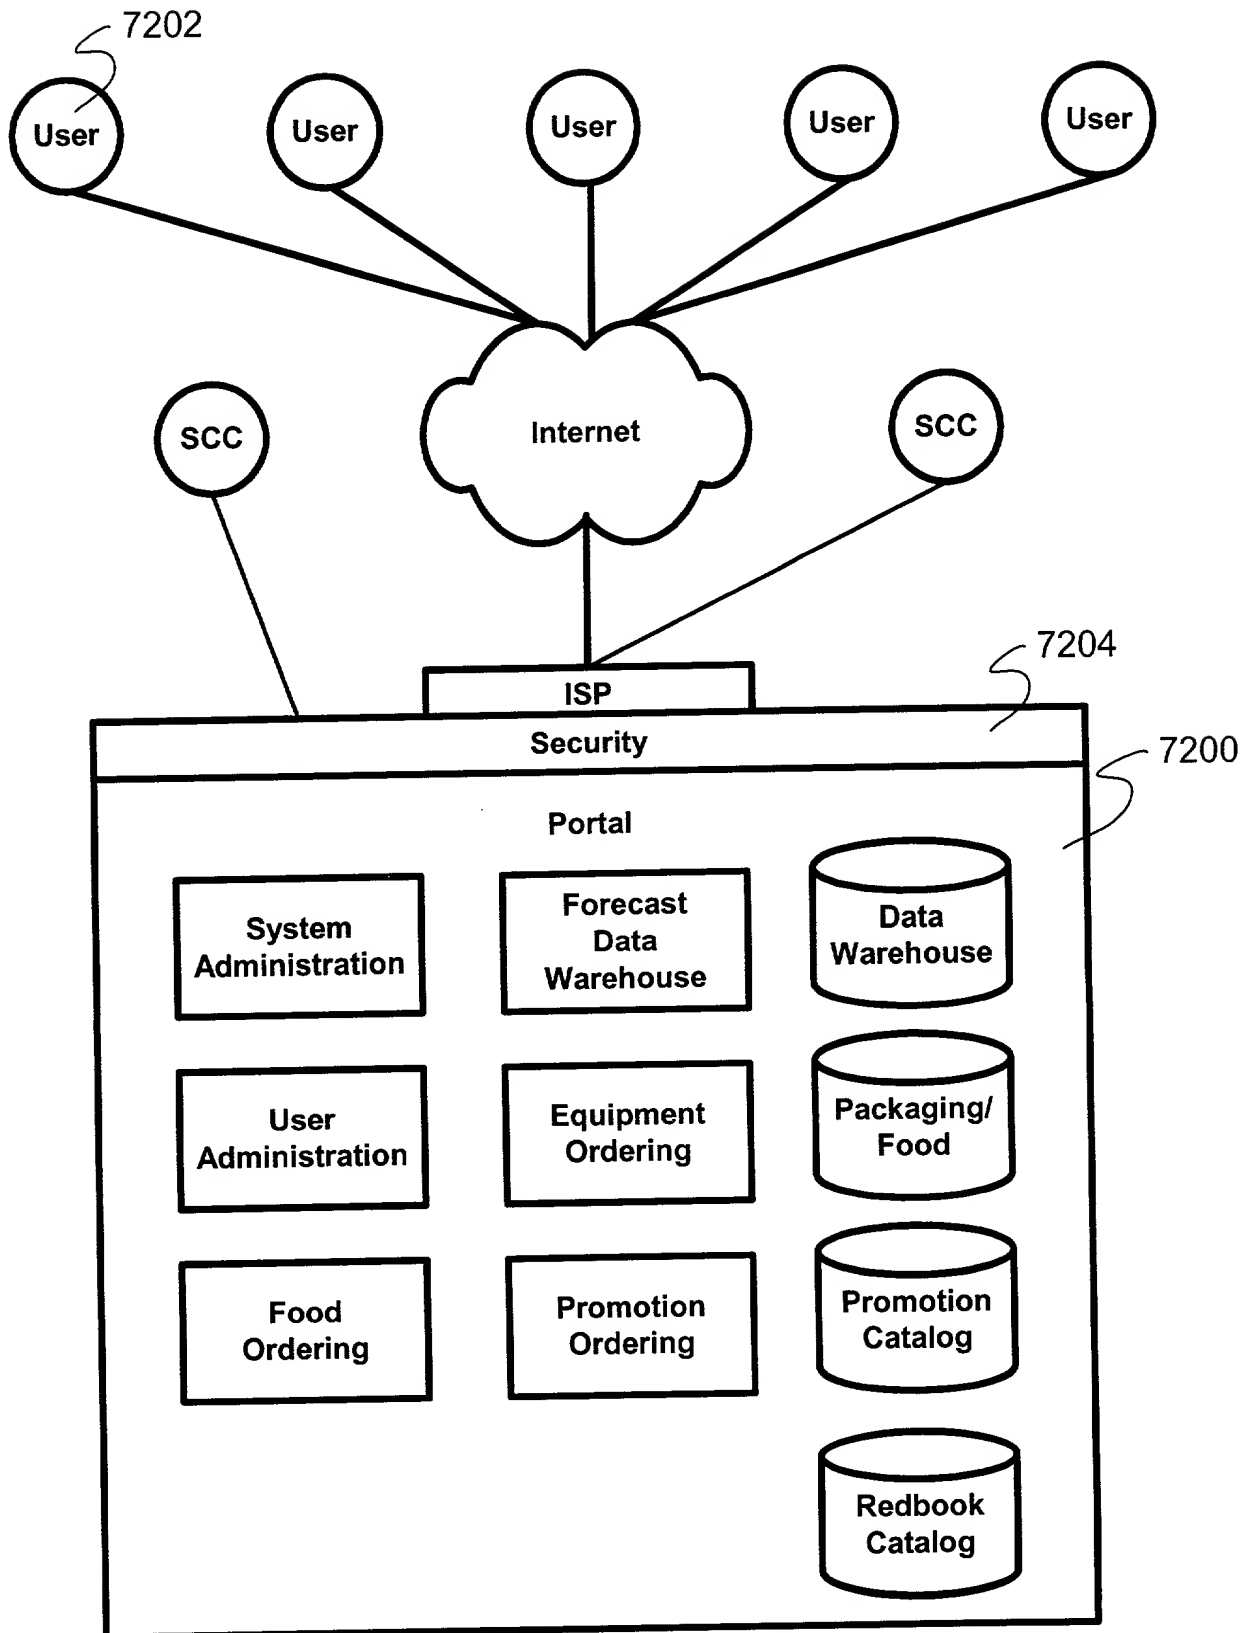 7202
User
User
User
User
User
SCC
Internet
SCC
7204
ISP
Security
7200
Portal
System
Administration
Forecast
Data
Warehouse
Data
Warehouse
User
Administration
Equipment
Ordering
Packaging/
Food
Food
Ordering
Promotion
Ordering
Promotion
Catalog
Redbook
Catalog